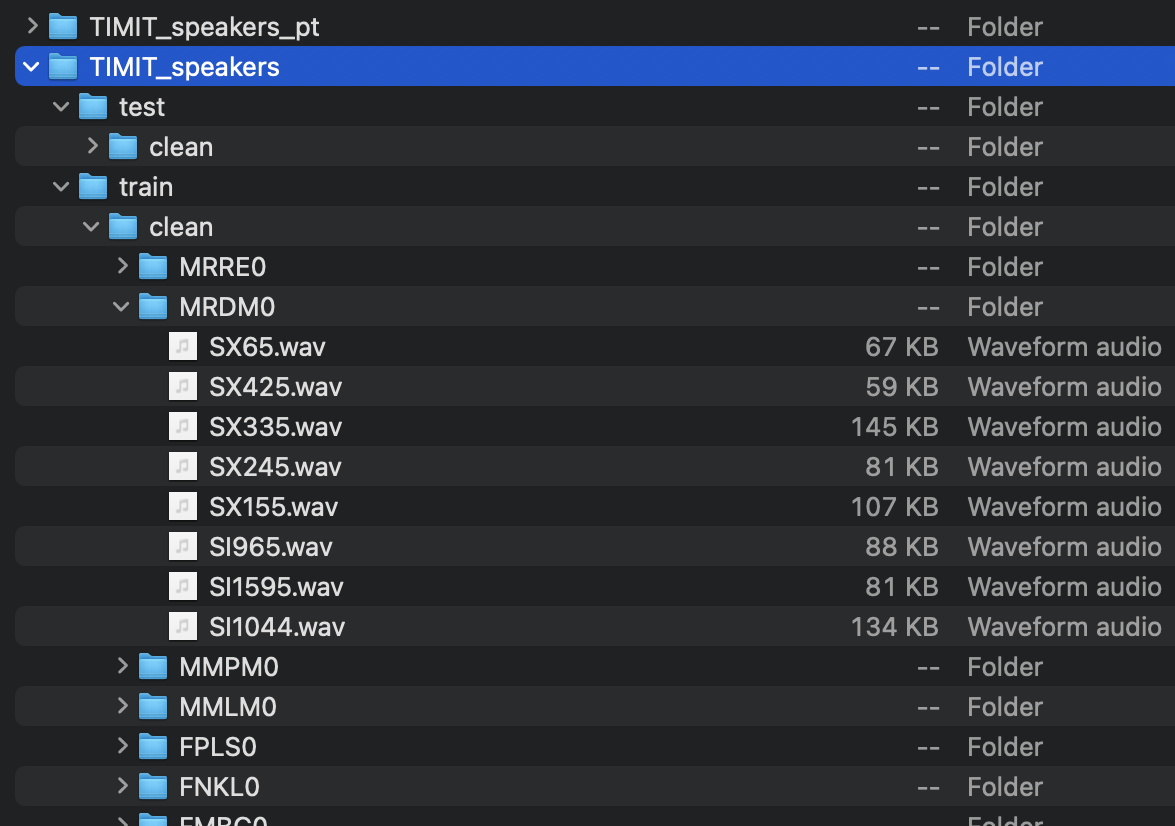 TIMIT_speakers_pt -- Folder
TIMIT_speakers -- Folder
test -- Folder
clean -- Folder
train -- Folder
clean -- Folder
MRRE0 -- Folder
MRDM0 -- Folder
SX65.wav 67 KB Waveform audio
SX425.wav 59 KB Waveform audio
SX335.wav 145 KB Waveform audio
SX245.wav 81 KB Waveform audio
SX155.wav 107 KB Waveform audio
SI965.wav 88 KB Waveform audio
SI1595.wav 81 KB Waveform audio
SI1044.wav 134 KB Waveform audio
MMPM0 -- Folder
MMLM0 -- Folder
FPLS0 -- Folder
FNKL0 -- Folder
-- Folder